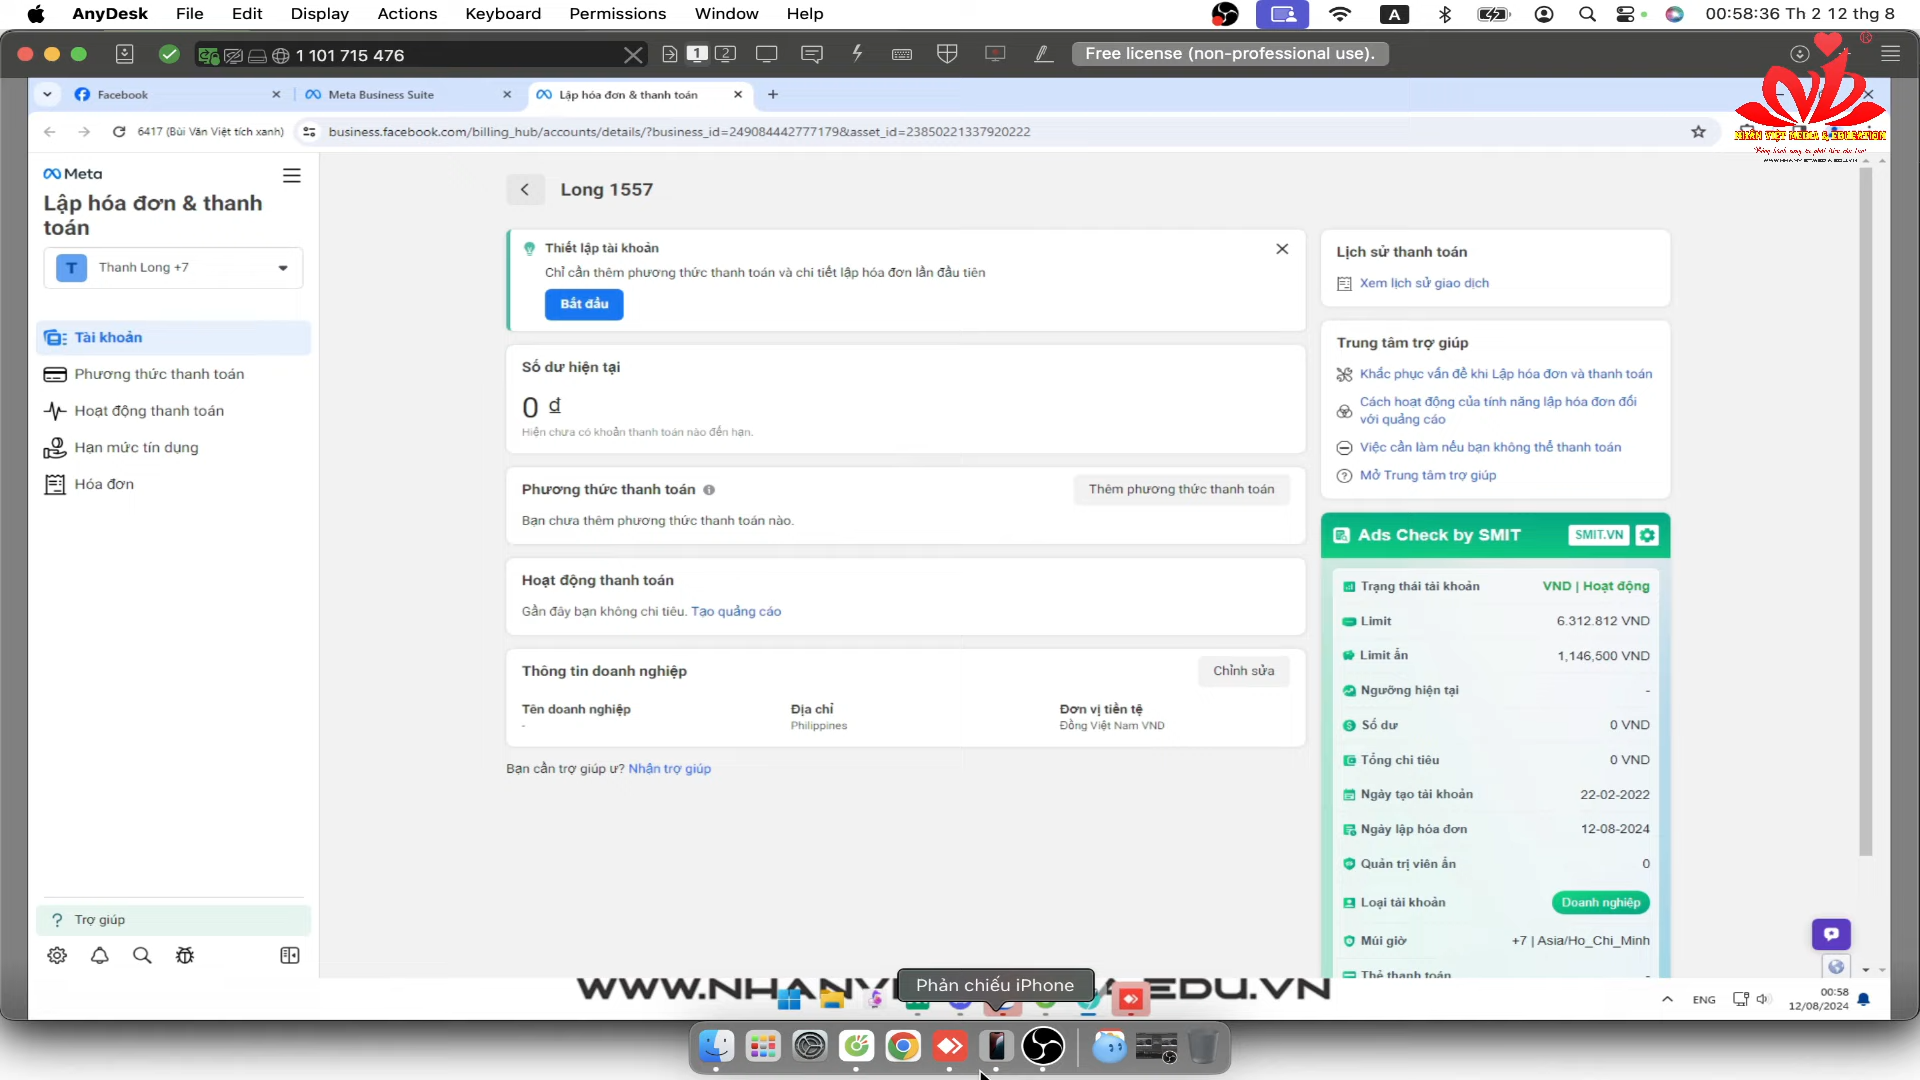 AnyDesk File Edit Display Actions Keyboard Permissions Window Help
A
00:58:36 Th 2 12 thg 8
1 101 715 476
1 2
Free license (non-professional use).
Facebook
Meta Business Suite
Lập hóa đơn & thanh toán
6417 (Bùi Văn Việt tích xanh)
business.facebook.com/billing_hub/accounts/details/?business_id=249084442777179&asset_id=23850221337920222
NHÂN VIỆT MEDIA & EDUCATION
Meta
Lập hóa đơn & thanh
toán
T
Thanh Long +7
Tài khoản
Phương thức thanh toán
Hoạt động thanh toán
Hạn mức tín dụng
Hóa đơn
? Trợ giúp
Long 1557
Thiết lập tài khoản
Chỉ cần thêm phương thức thanh toán và chi tiết lập hóa đơn lần đầu tiên
Bắt đầu
Số dư hiện tại
0 đ
Hiện chưa có khoản thanh toán nào đến hạn.
Phương thức thanh toán
Thêm phương thức thanh toán
Bạn chưa thêm phương thức thanh toán nào.
Hoạt động thanh toán
Gần đây bạn không chi tiêu. Tạo quảng cáo
Thông tin doanh nghiệp
Chỉnh sửa
Tên doanh nghiệp
-
Địa chỉ
Philippines
Đơn vị tiền tệ
Đồng Việt Nam VND
Bạn cần trợ giúp ư? Nhận trợ giúp
Lịch sử thanh toán
Xem lịch sử giao dịch
Trung tâm trợ giúp
Khắc phục vấn đề khi Lập hóa đơn và thanh toán
Cách hoạt động của tính năng lập hóa đơn đối
với quảng cáo
Việc cần làm nếu bạn không thể thanh toán
Mở Trung tâm trợ giúp
Ads Check by SMIT
SMIT.VN
Trạng thái tài khoản VND | Hoạt động
Limit 6.312.812 VND
Limit ẩn 1,146,500 VND
Ngưỡng hiện tại -
Số dư 0 VND
Tổng chi tiêu 0 VND
Ngày tạo tài khoản 22-02-2022
Ngày lập hóa đơn 12-08-2024
Quản trị viên ẩn 0
Loại tài khoản Doanh nghiệp
Múi giờ +7 | Asia/Ho_Chi_Minh
Thẻ thanh toán -
Phản chiếu iPhone
ENG
00:58
12/08/2024